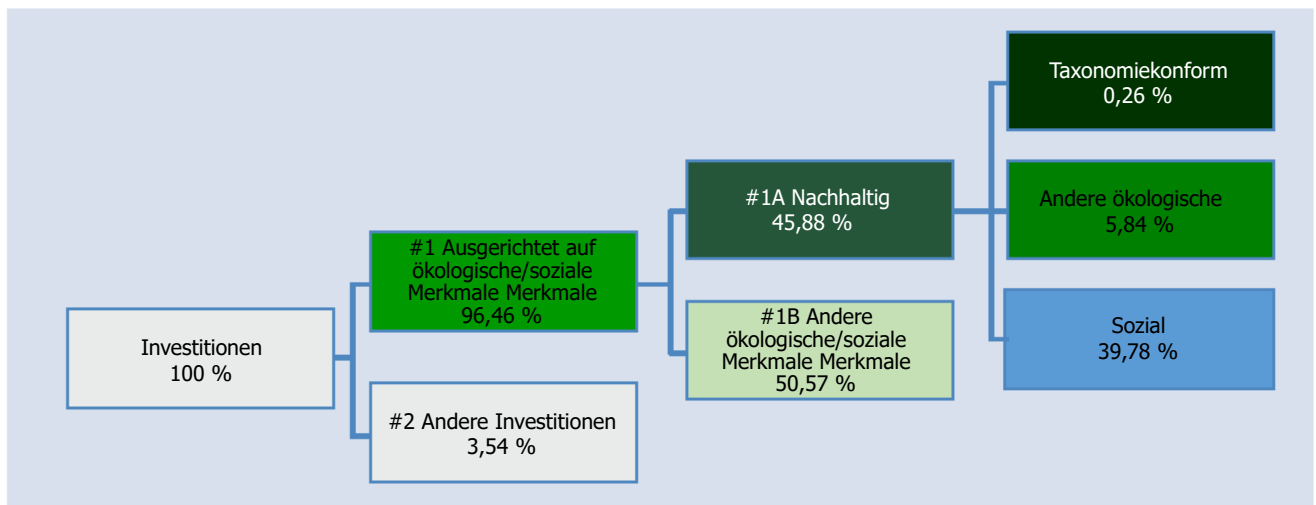 Investitionen
100 %
#1 Ausgerichtet auf
ökologische/soziale
Merkmale Merkmale
96,46 %
#2 Andere Investitionen
3,54 %
#1A Nachhaltig
45,88 %
#1B Andere
ökologische/soziale
Merkmale Merkmale
50,57 %
Taxonomiekonform
0,26 %
Andere ökologische
5,84 %
Sozial
39,78 %